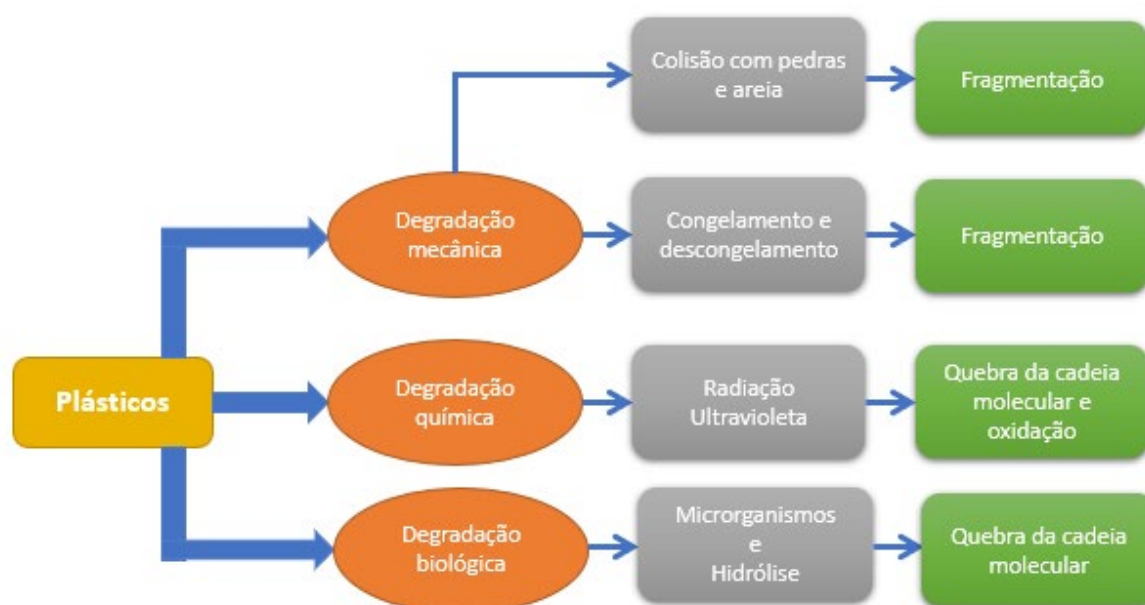 Colisão com pedras
e areia
Fragmentação
Degradação
mecânica
Congelamento e
descongelamento
Fragmentação
Plásticos
Degradação
química
Radiação
Ultravioleta
Quebra da cadeia
molecular e
oxidação
Degradação
biológica
Microrganismos
e
Hidrólise
Quebra da cadeia
molecular